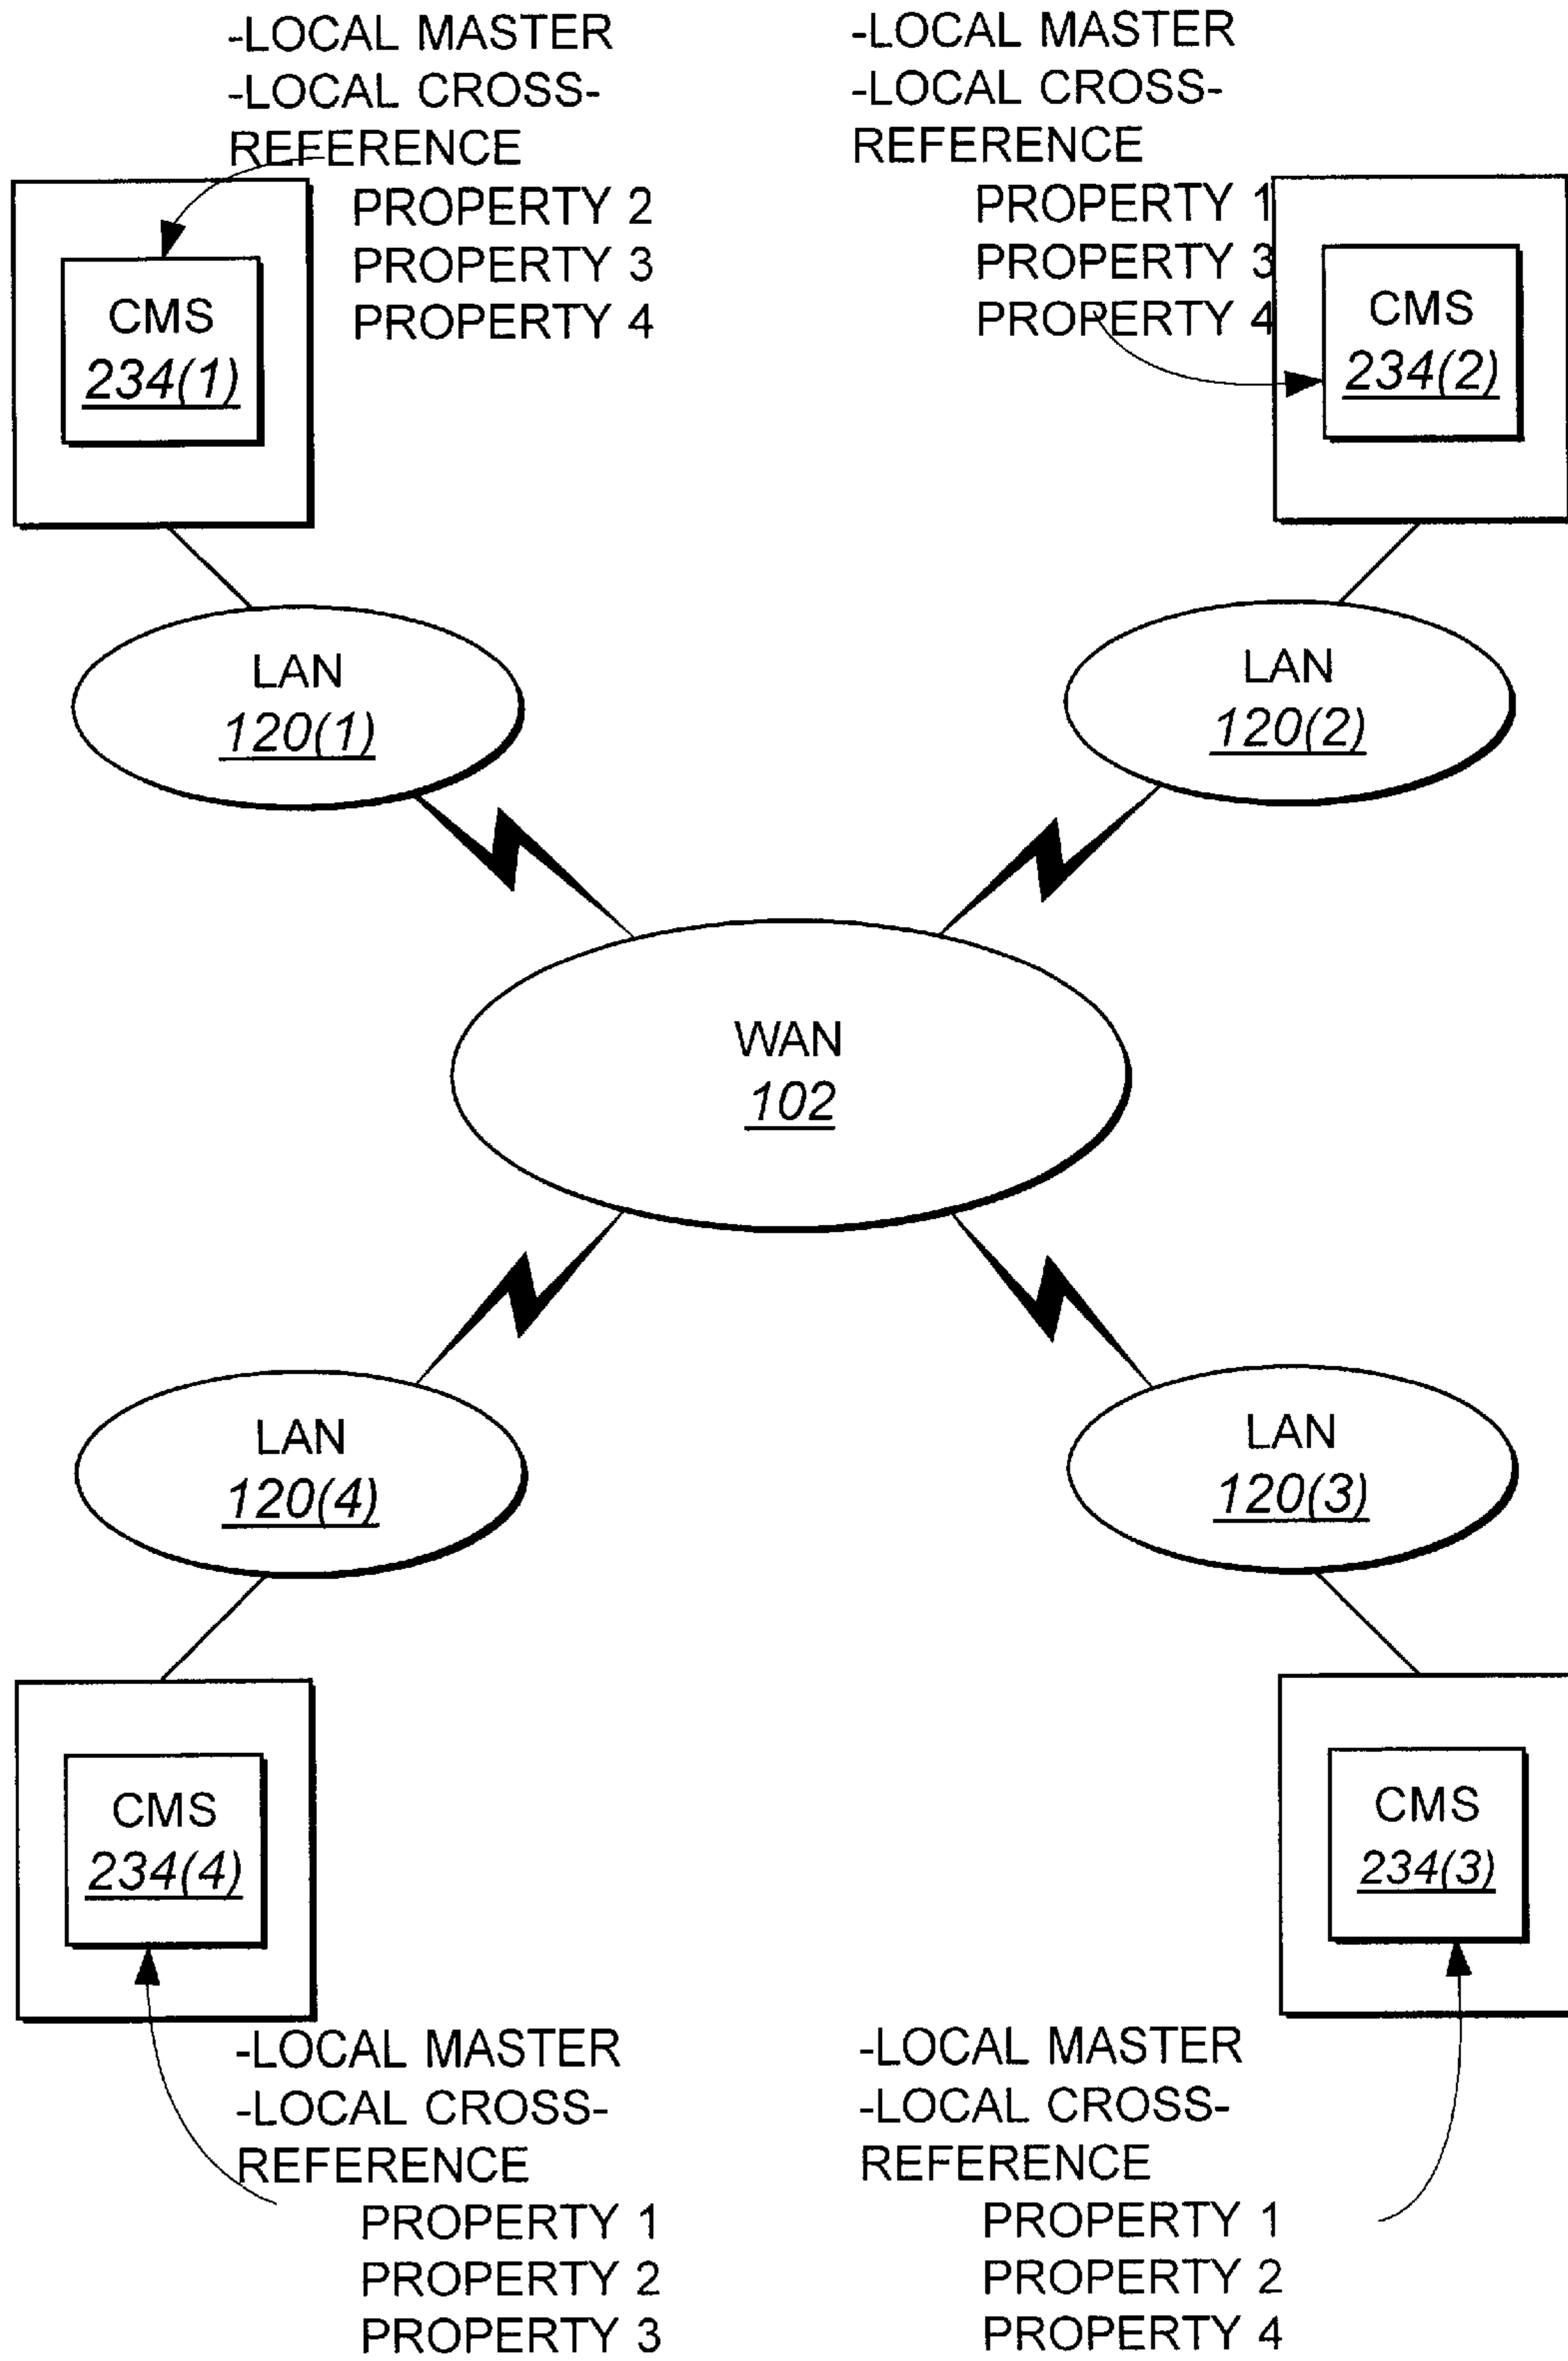 -LOCAL MASTER
-LOCAL CROSS-
REFERENCE
PROPERTY 2
PROPERTY 3
PROPERTY 4
CMS
234(1)
-LOCAL MASTER
-LOCAL CROSS-
REFERENCE
PROPERTY 1
PROPERTY 3
PROPERTY 4
CMS
234(2)
LAN
120(1)
LAN
120(2)
WAN
102
LAN
120(4)
LAN
120(3)
CMS
234(4)
CMS
234(3)
-LOCAL MASTER
-LOCAL CROSS-
REFERENCE
PROPERTY 1
PROPERTY 2
PROPERTY 3
-LOCAL MASTER
-LOCAL CROSS-
REFERENCE
PROPERTY 1
PROPERTY 2
PROPERTY 4